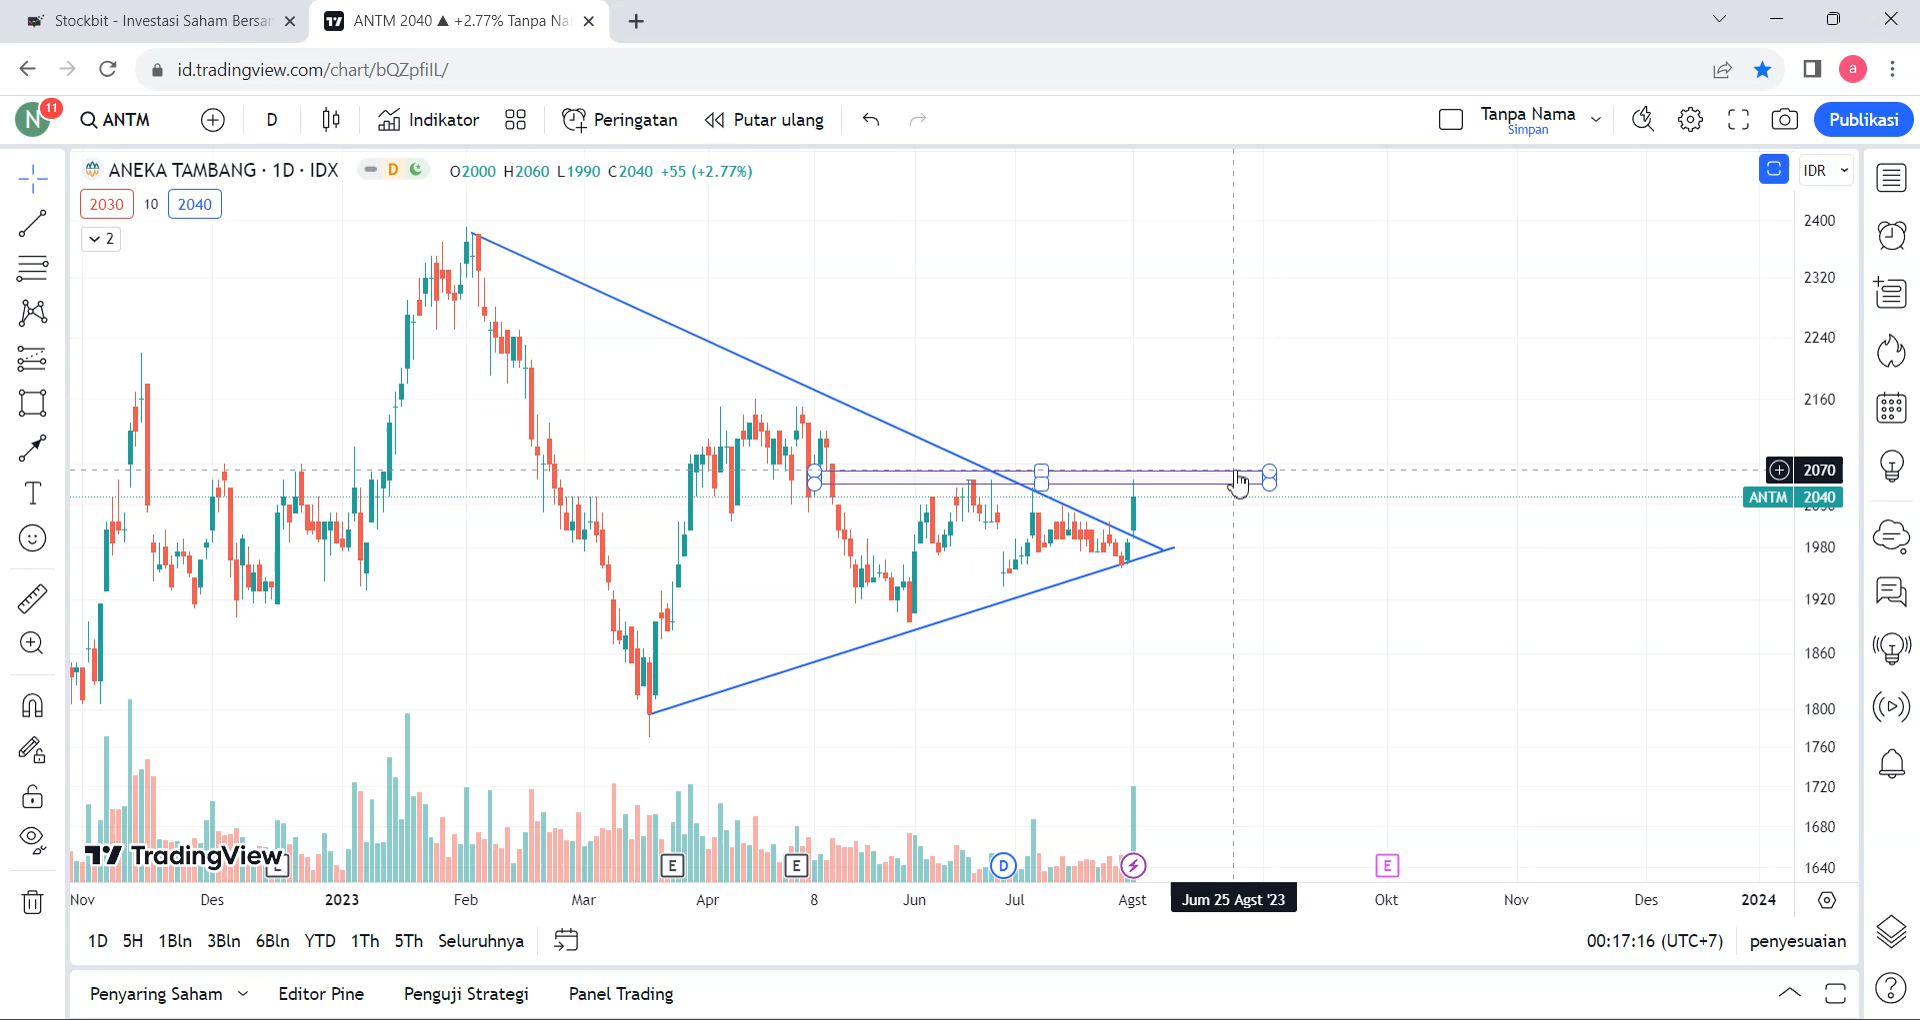 Stockbit - Investasi Saham Bersar
ANTM 2040 ▲ +2.77% Tanpa Na
id.tradingview.com/chart/bQZpfilL/
a
N
11
ANTM
D
Indikator
Peringatan
Putar ulang
Tanpa Nama
Simpan
Publikasi
ANEKA TAMBANG · 1D · IDX
D
O2000 H2060 L1990 C2040 +55 (+2.77%)
IDR
2030
10
2040
2
2400
2320
2240
2160
2070
ANTM 2040
1980
1920
1860
1800
1760
1720
1680
1640
TradingView
E
E
D
E
Nov
Des
2023
Feb
Mar
Apr
8
Jun
Jul
Agst
Jum 25 Agst '23
Okt
Nov
Des
2024
1D
5H
1Bln
3Bln
6Bln
YTD
1Th
5Th
Seluruhnya
00:17:16 (UTC+7)
penyesuaian
Penyaring Saham
Editor Pine
Penguji Strategi
Panel Trading